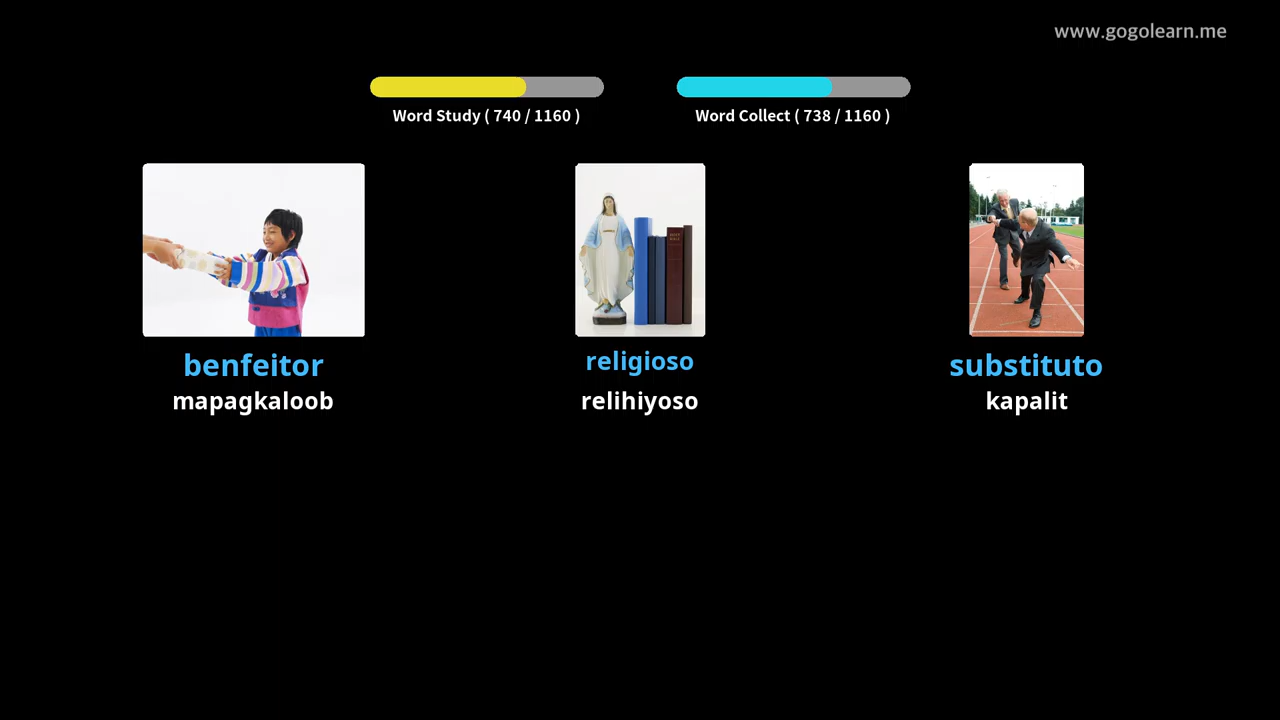 www.gogolearn.me
Word Study ( 740 / 1160 )
Word Collect ( 738 / 1160 )
benfeitor
mapagkaloob
religioso
relihiyoso
substituto
kapalit